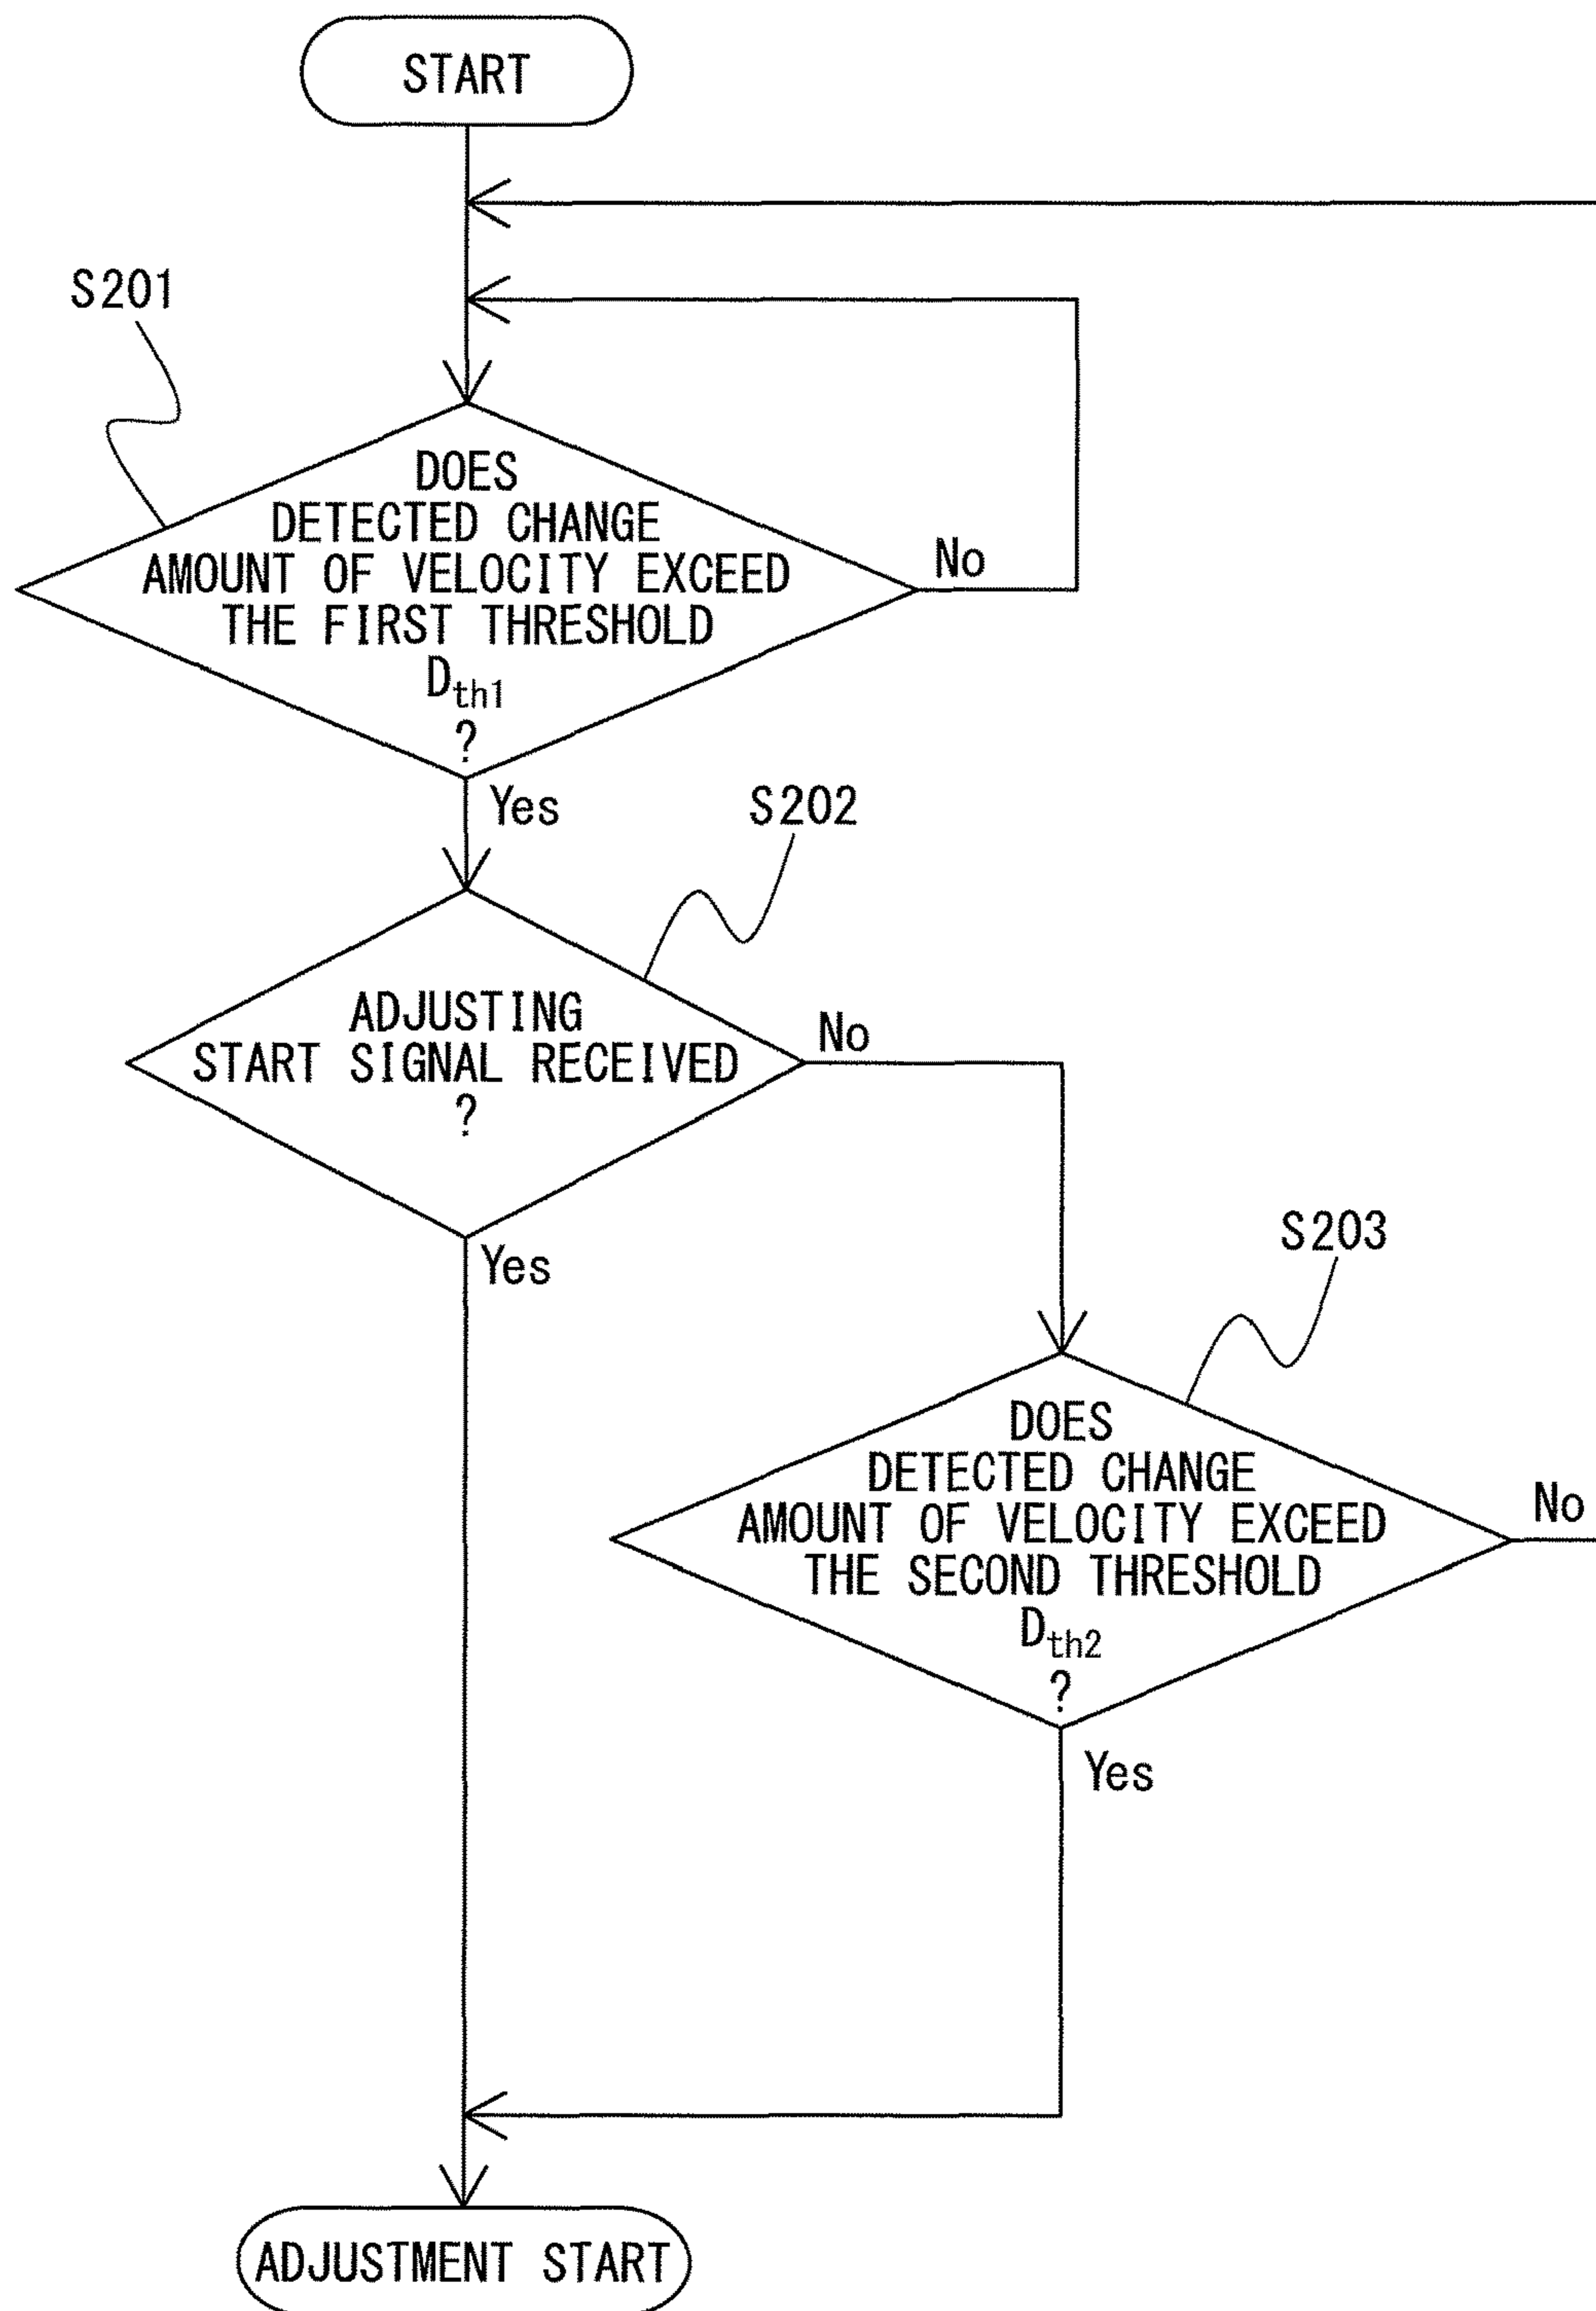 START
S201
DOES
DETECTED CHANGE
AMOUNT OF VELOCITY EXCEED
THE FIRST THRESHOLD
Dth1
?
No
Yes
S202
ADJUSTING
START SIGNAL RECEIVED
?
No
Yes
S203
DOES
DETECTED CHANGE
AMOUNT OF VELOCITY EXCEED
THE SECOND THRESHOLD
Dth2
?
No
Yes
ADJUSTMENT START